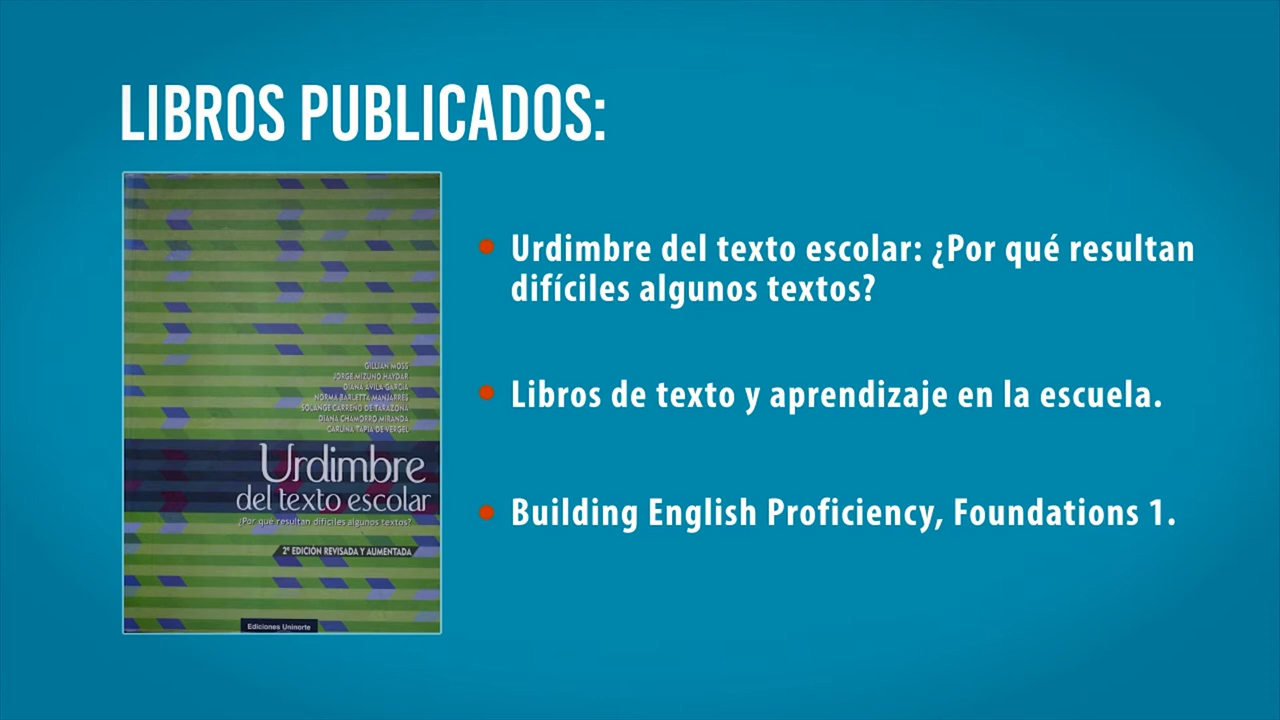 LIBROS PUBLICADOS:
GILLIAN MOSS
JORGE MIZUNO HAYDAR
DIANA ÁVILA GARCÍA
NORMA BARLETTA MANJARRÉS
SOLANGE CARREÑO DE TARAZONA
DIANA CHAMORRO MIRANDA
CARLINA TAPIA DE VERGEL
Urdimbre
del texto escolar
¿Por qué resultan difíciles algunos textos?
2ª EDICIÓN REVISADA Y AUMENTADA
Ediciones Uninorte
• Urdimbre del texto escolar: ¿Por qué resultan
difíciles algunos textos?
• Libros de texto y aprendizaje en la escuela.
• Building English Proficiency, Foundations 1.